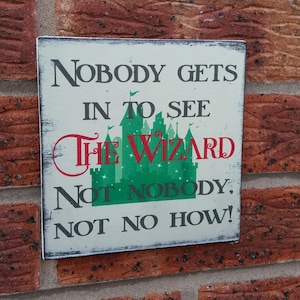 Nobody gets
in to see
The Wizard
Not nobody,
not no how!